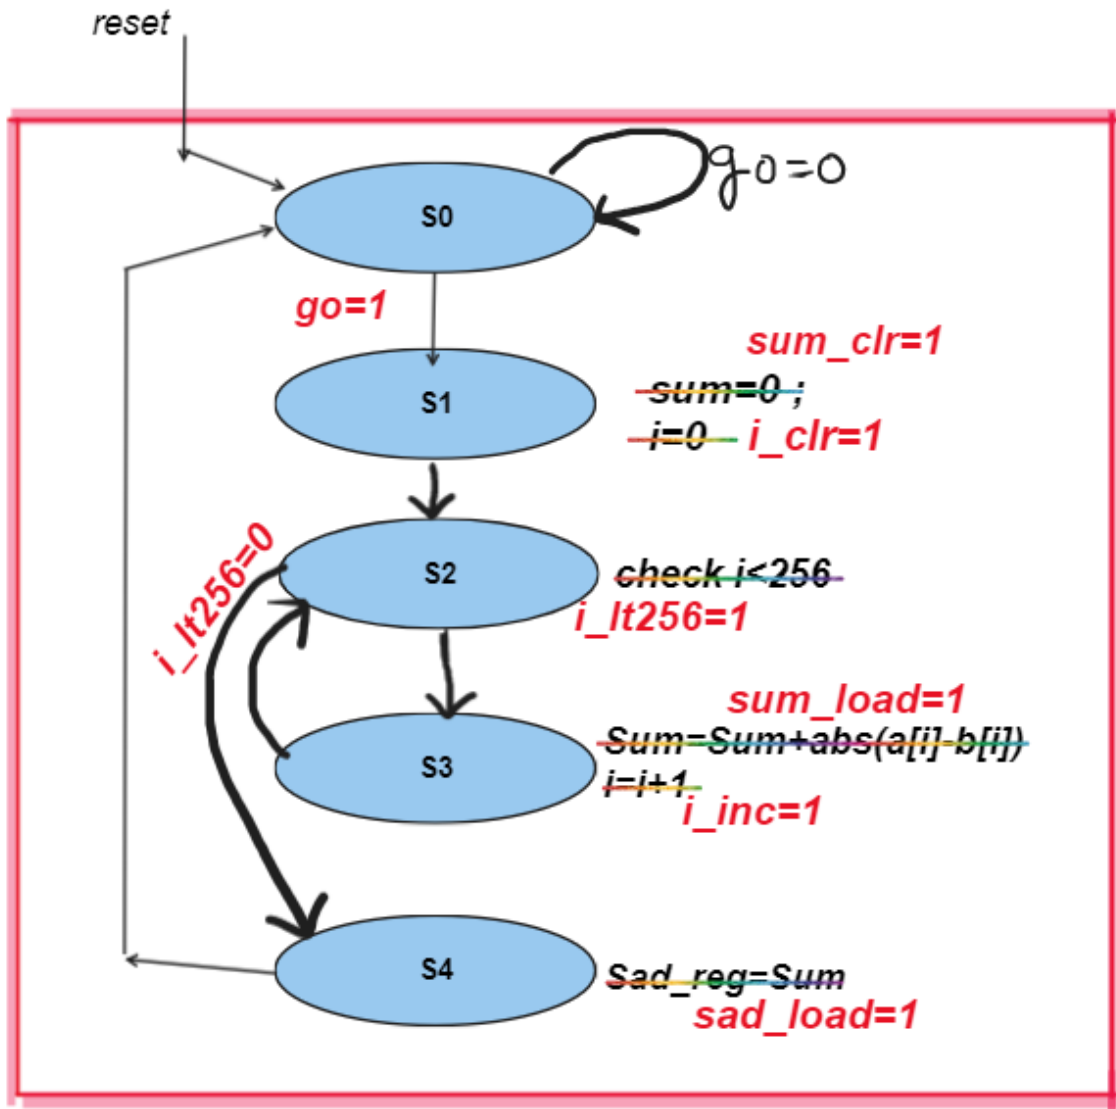 reset
go=0
S0
go=1
sum_clr=1
S1
sum=0 ;
i=0 i_clr=1
i_lt256=0
S2
check i<256
i_lt256=1
sum_load=1
Sum=Sum+abs(a[i]-b[i])
S3
i=i+1
i_inc=1
S4
Sad_reg=Sum
sad_load=1